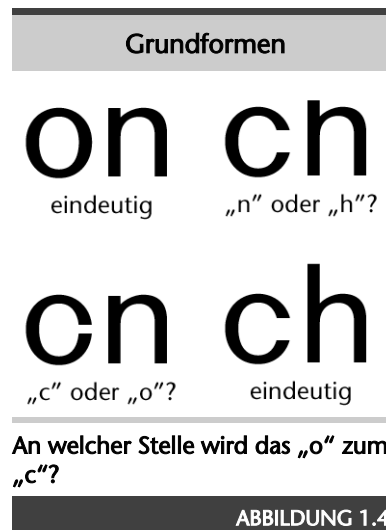 Grundformen
on ch
eindeutig „n” oder „h”?
cn ch
„c” oder „o”? eindeutig
An welcher Stelle wird das „o“ zum
„c“?
ABBILDUNG 1.4